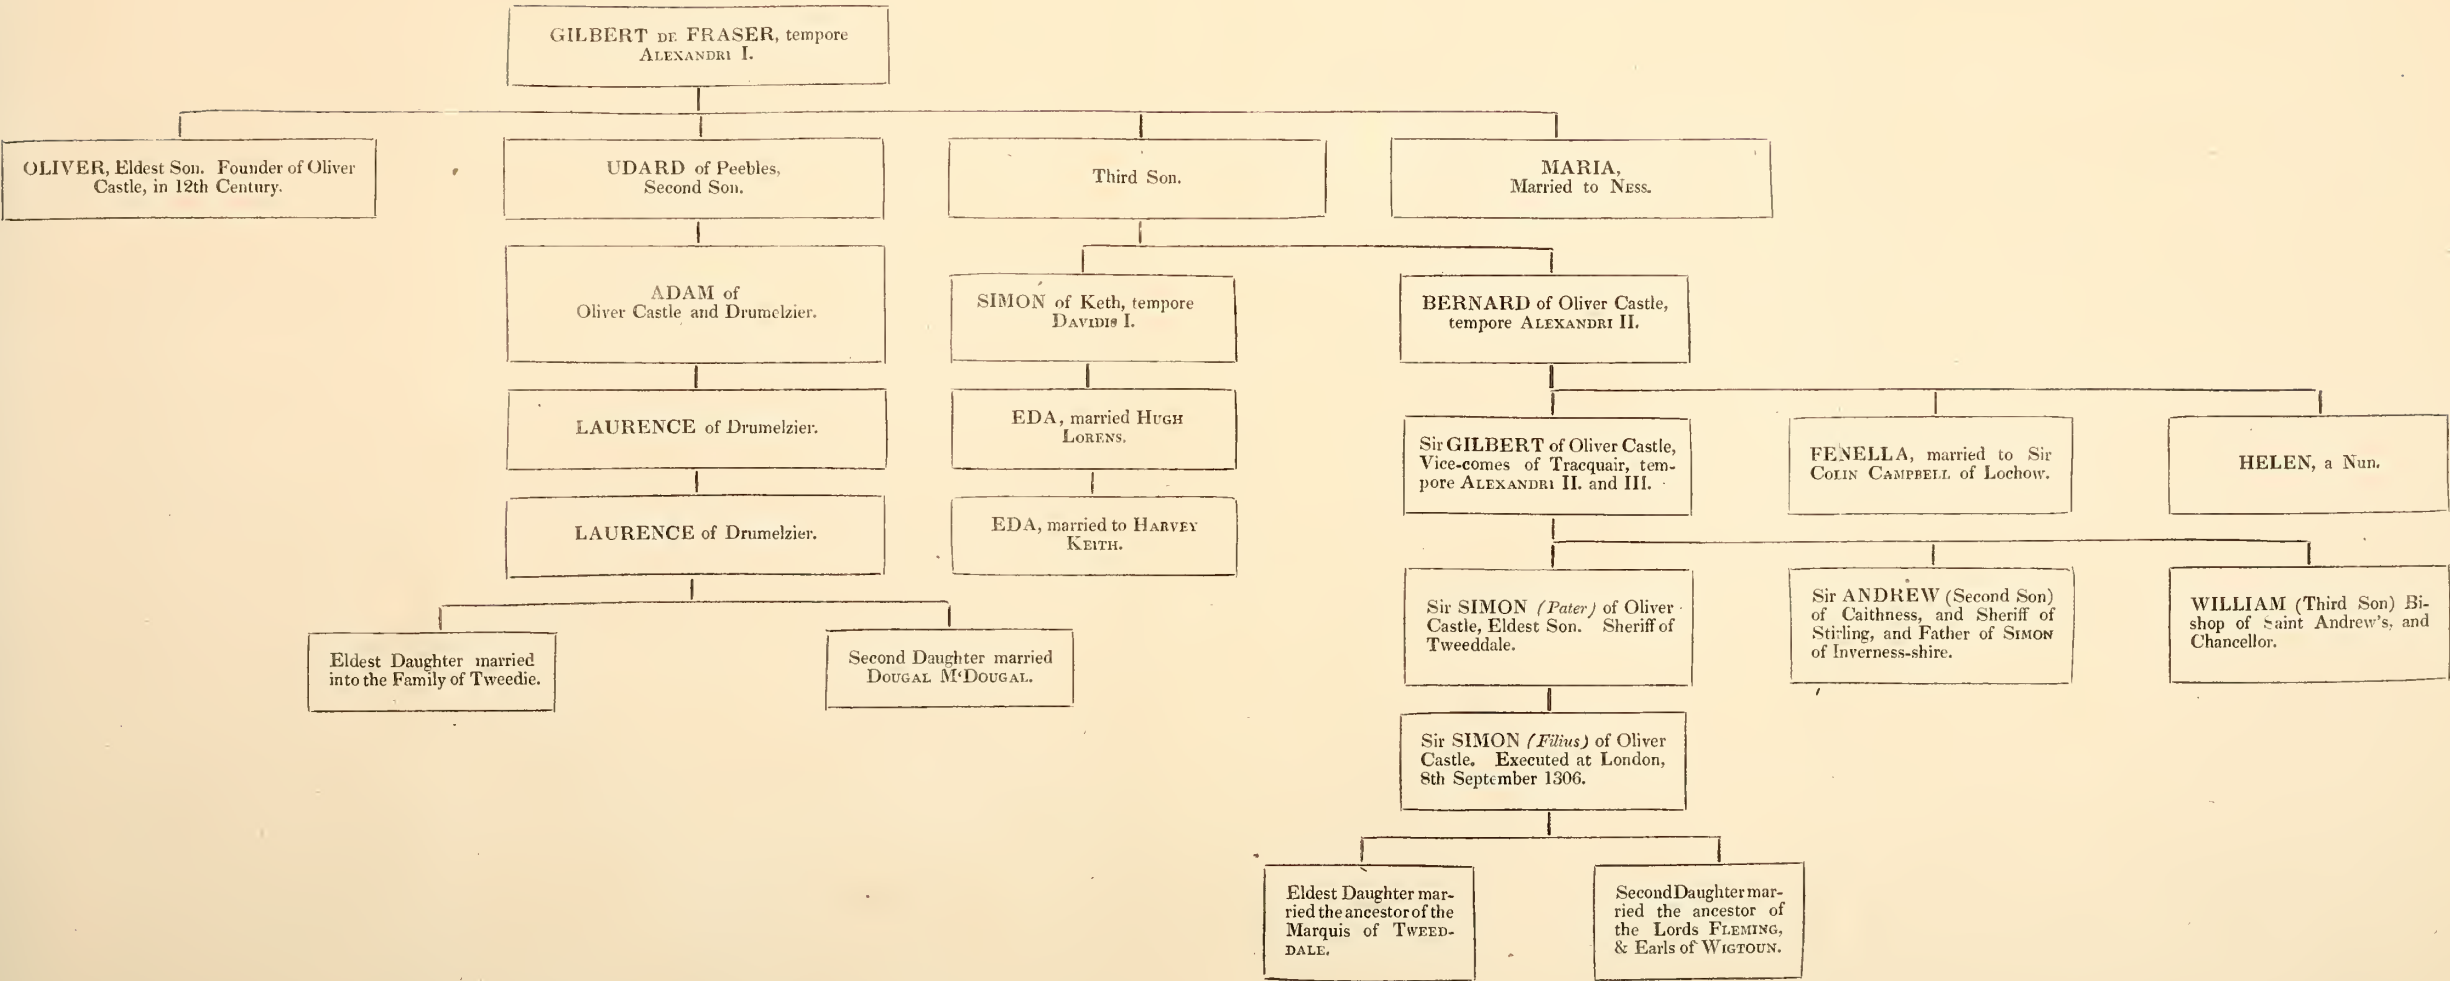 GILBERT DE FRASER, tempore
ALEXANDRI I.
OLIVER, Eldest Son. Founder of Oliver
Castle, in 12th Century.
UDARD of Peebles,
Second Son.
Third Son.
MARIA,
Married to NESS.
ADAM of
Oliver Castle and Drumelzier.
SIMON of Keth, tempore
DAVIDIS I.
BERNARD of Oliver Castle,
tempore ALEXANDRI II.
LAURENCE of Drumelzier.
EDA, married HUGH
LORENS.
Sir GILBERT of Oliver Castle,
Vice-comes of Tracquair, tem-
pore ALEXANDRI II. and III.
FENELLA, married to Sir
COLIN CAMPBELL of Lochow.
HELEN, a Nun.
LAURENCE of Drumelzier.
EDA, married to HARVEY
KEITH.
Sir SIMON (Pater) of Oliver
Castle, Eldest Son. Sheriff of
Tweeddale.
Sir ANDREW (Second Son)
of Caithness, and Sheriff of
Stirling, and Father of SIMON
of Inverness-shire.
WILLIAM (Third Son) Bi-
shop of Saint Andrew's, and
Chancellor.
Eldest Daughter married
into the Family of Tweedie.
Second Daughter married
DOUGAL M'DOUGAL.
Sir SIMON (Filius) of Oliver
Castle. Executed at London,
8th September 1306.
Eldest Daughter mar-
ried the ancestor of the
Marquis of TWEED-
DALE.
Second Daughter mar-
ried the ancestor of
the Lords FLEMING,
& Earls of WIGTOUN.